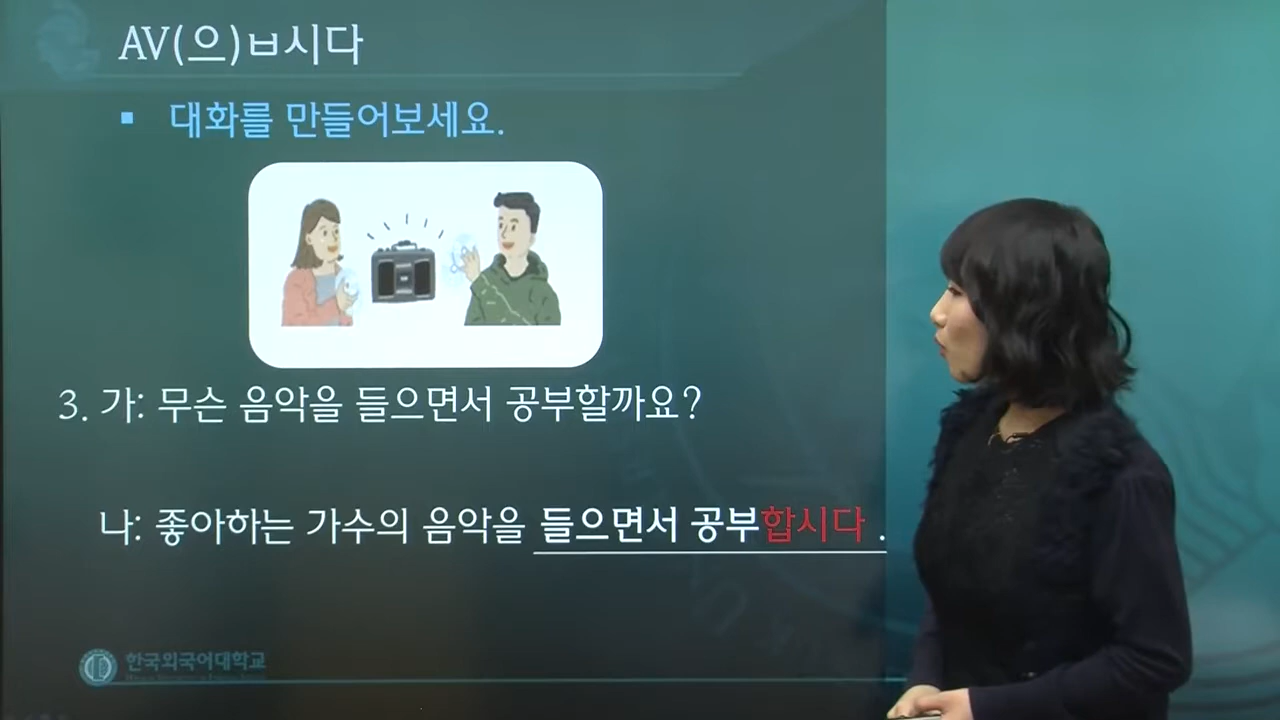 AV(으)ㅂ시다
▪ 대화를 만들어보세요.
3. 가: 무슨 음악을 들으면서 공부할까요?
나: 좋아하는 가수의 음악을 들으면서 공부합시다 .
한국외국어대학교